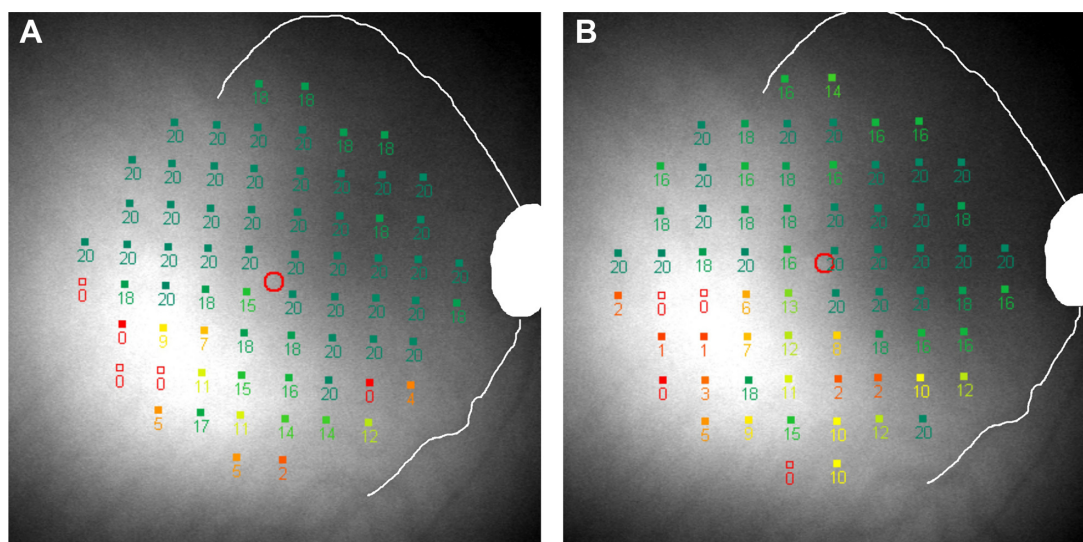 A
18 18
20 20 20 20 18 18
20 20 20 20 20 20 20 20
20 20 20 20 20 20 18 20
20 20 20 20 20 20 20 20 20 20
0 18 20 18 15 20 20 20 20 18
0 9 7 18 18 20 20 20
0 0 11 15 16 20 0 4
5 17 11 14 14 12
5 2
B
16 14
20 18 20 20 16 16
16 20 16 18 16 20 20 20
18 20 18 18 20 20 20 18
20 20 18 20 16 20 20 20 20 20
2 0 0 6 13 20 20 20 18 16
1 1 7 12 8 18 16 16
0 3 18 11 2 2 10 12
5 9 15 10 12 20
0 10